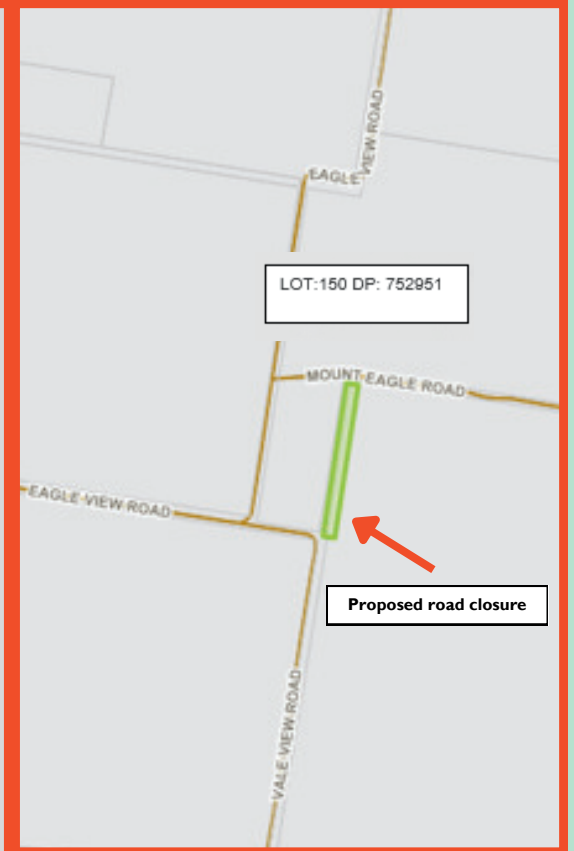 EAGLE VIEW ROAD
LOT:150 DP: 752951
MOUNT EAGLE ROAD
EAGLE VIEW ROAD
Proposed road closure
VALE VIEW ROAD